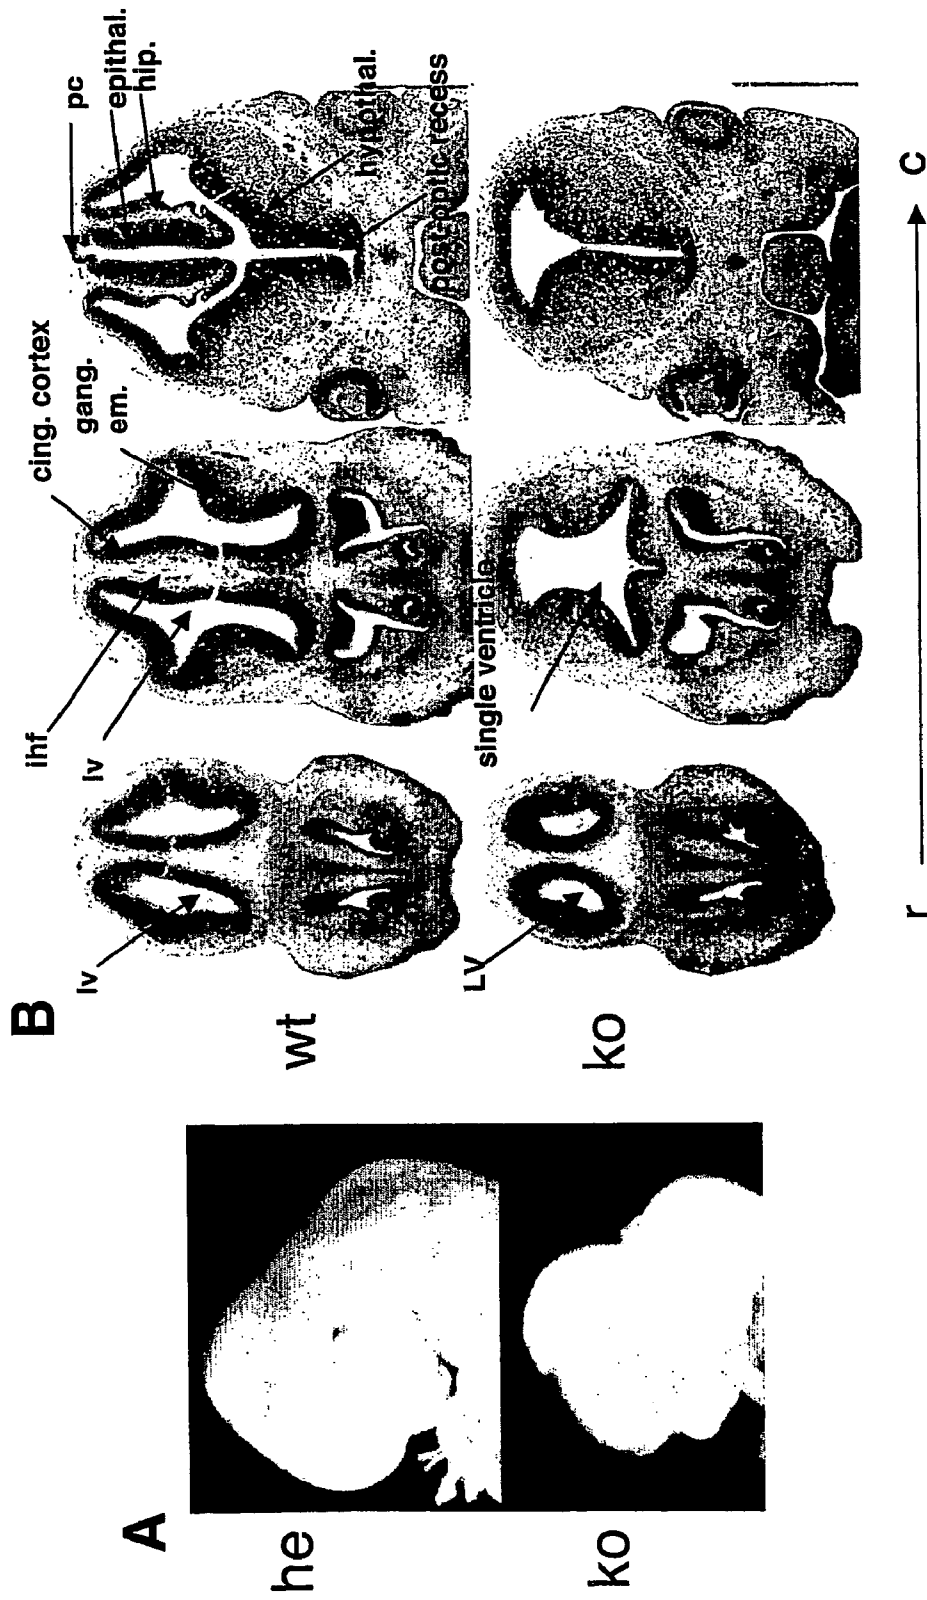 A
he
ko
B
wt
ko
lv
ihf
lv
cing. cortex
gang.
em.
pc
epithal.
hip.
hypothal.
post-optic recess
LV
single ventricle
r
c